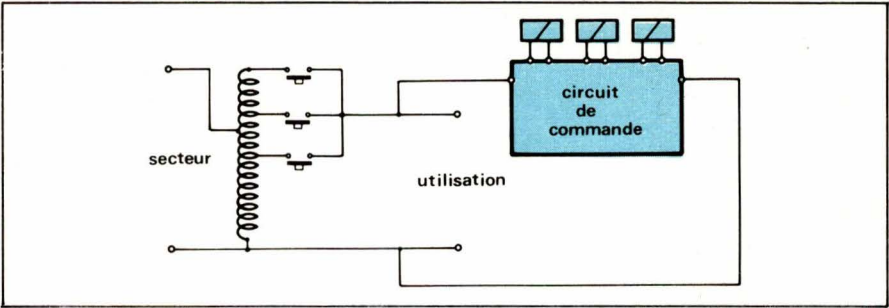 circuit
de
commande
secteur
utilisation